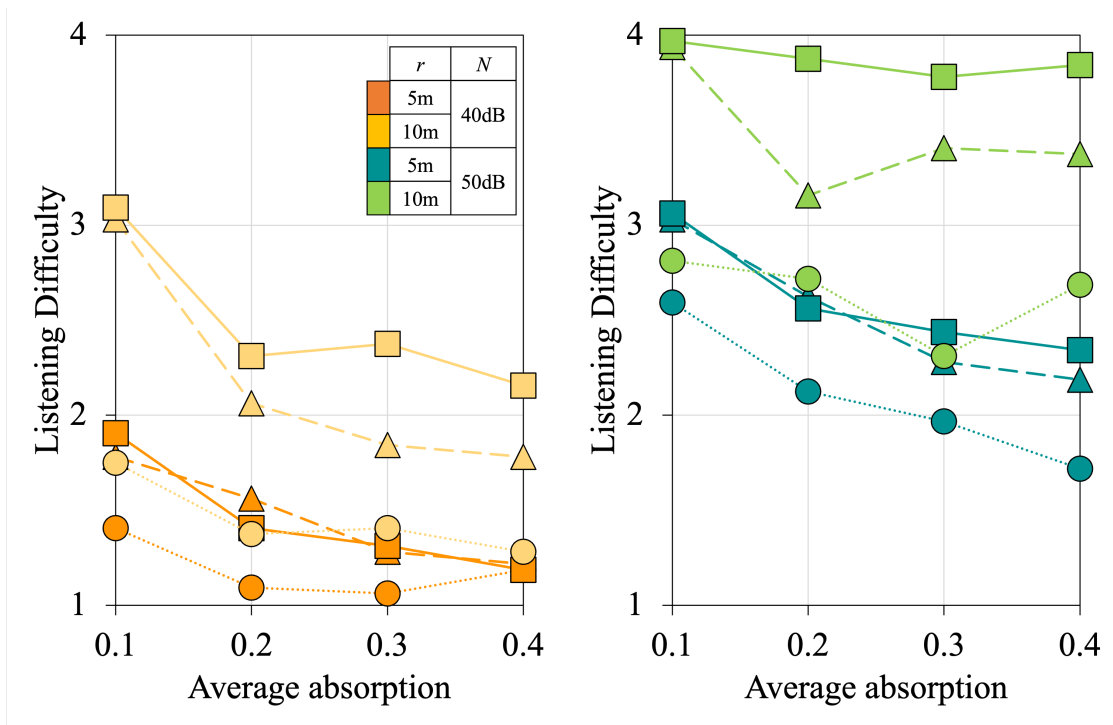 4
3
2
1
Listening Difficulty
0.1 0.2 0.3 0.4
Average absorption
r N
5m 40dB
10m
5m 50dB
10m
4
3
2
1
Listening Difficulty
0.1 0.2 0.3 0.4
Average absorption